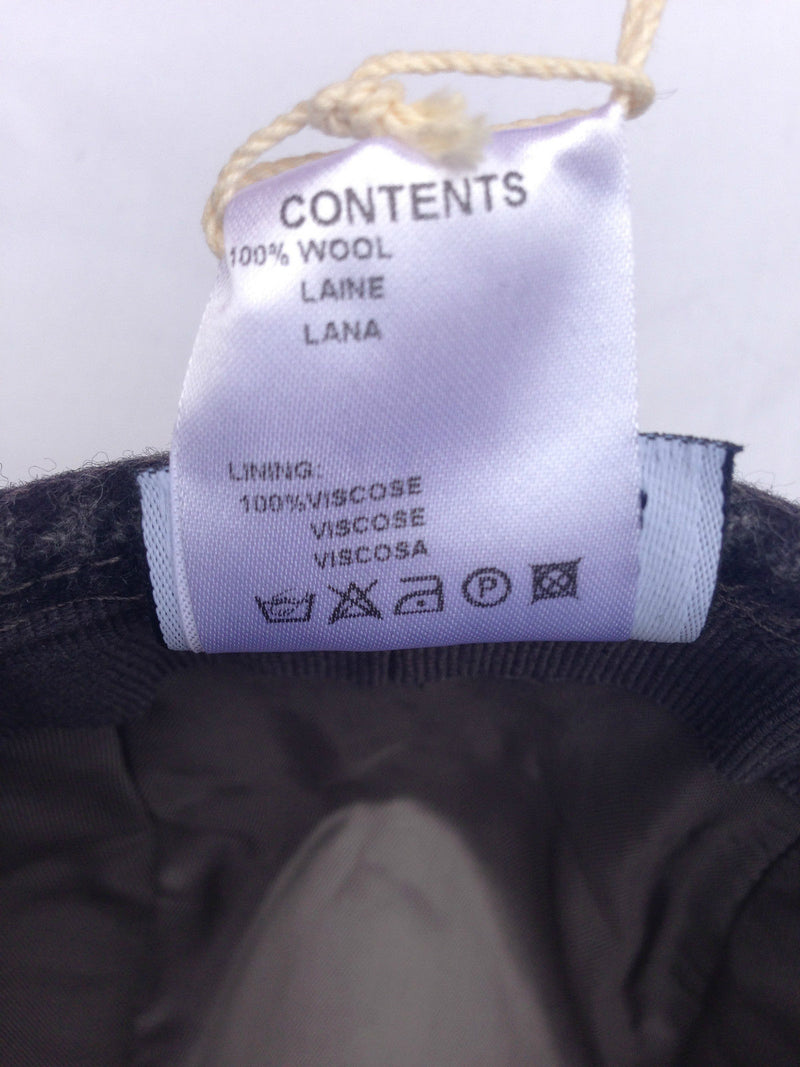 CONTENTS
100% WOOL
LAINE
LANA
LINING:
100%VISCOSE
VISCOSE
VISCOSA
P